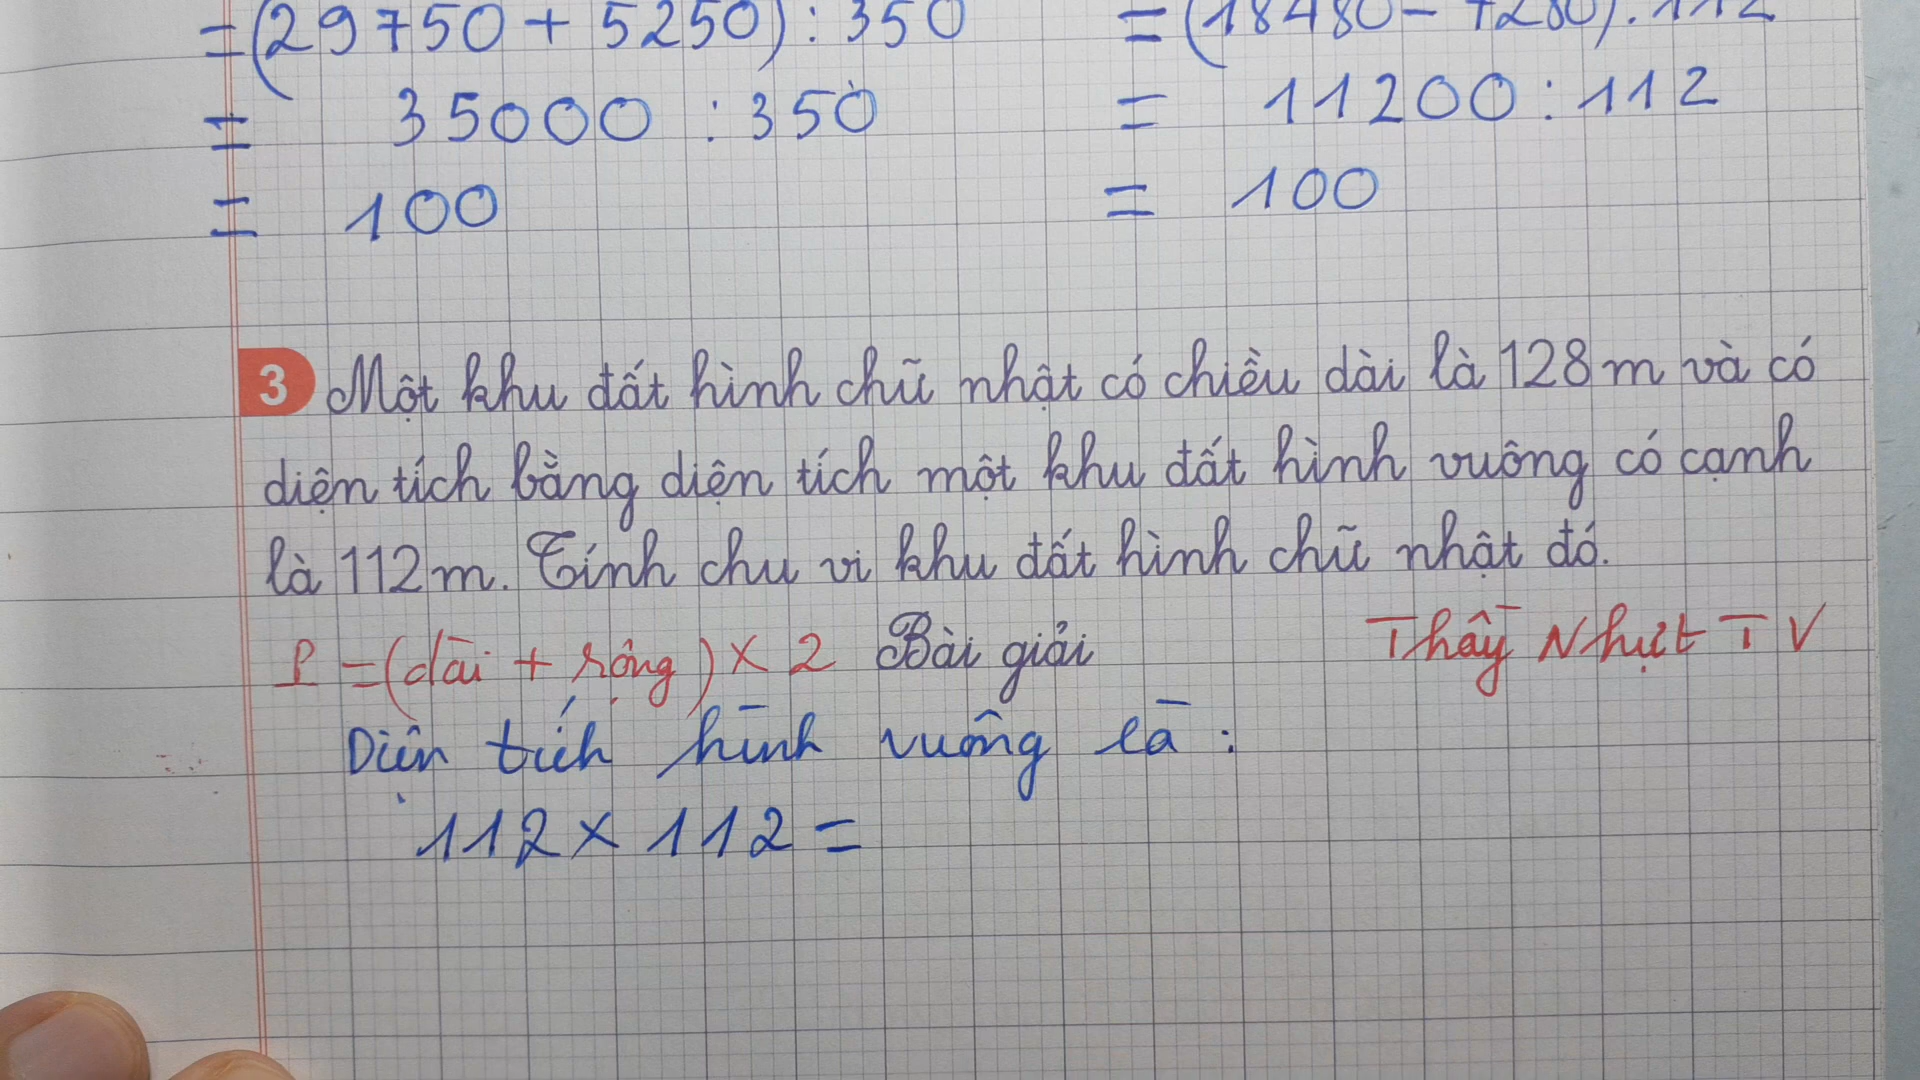 =(29750 + 5250) : 350 = (18480 - 7280) : 112
= 35000 : 350 = 11200 : 112
= 100 = 100
3 Một khu đất hình chữ nhật có chiều dài là 128 m và có
diện tích bằng diện tích một khu đất hình vuông có cạnh
là 112 m. Tính chu vi khu đất hình chữ nhật đó.
P = (dài + rộng) × 2 Bài giải Thầy Nhựt TV
Diện tích hình vuông là :
112 × 112 =